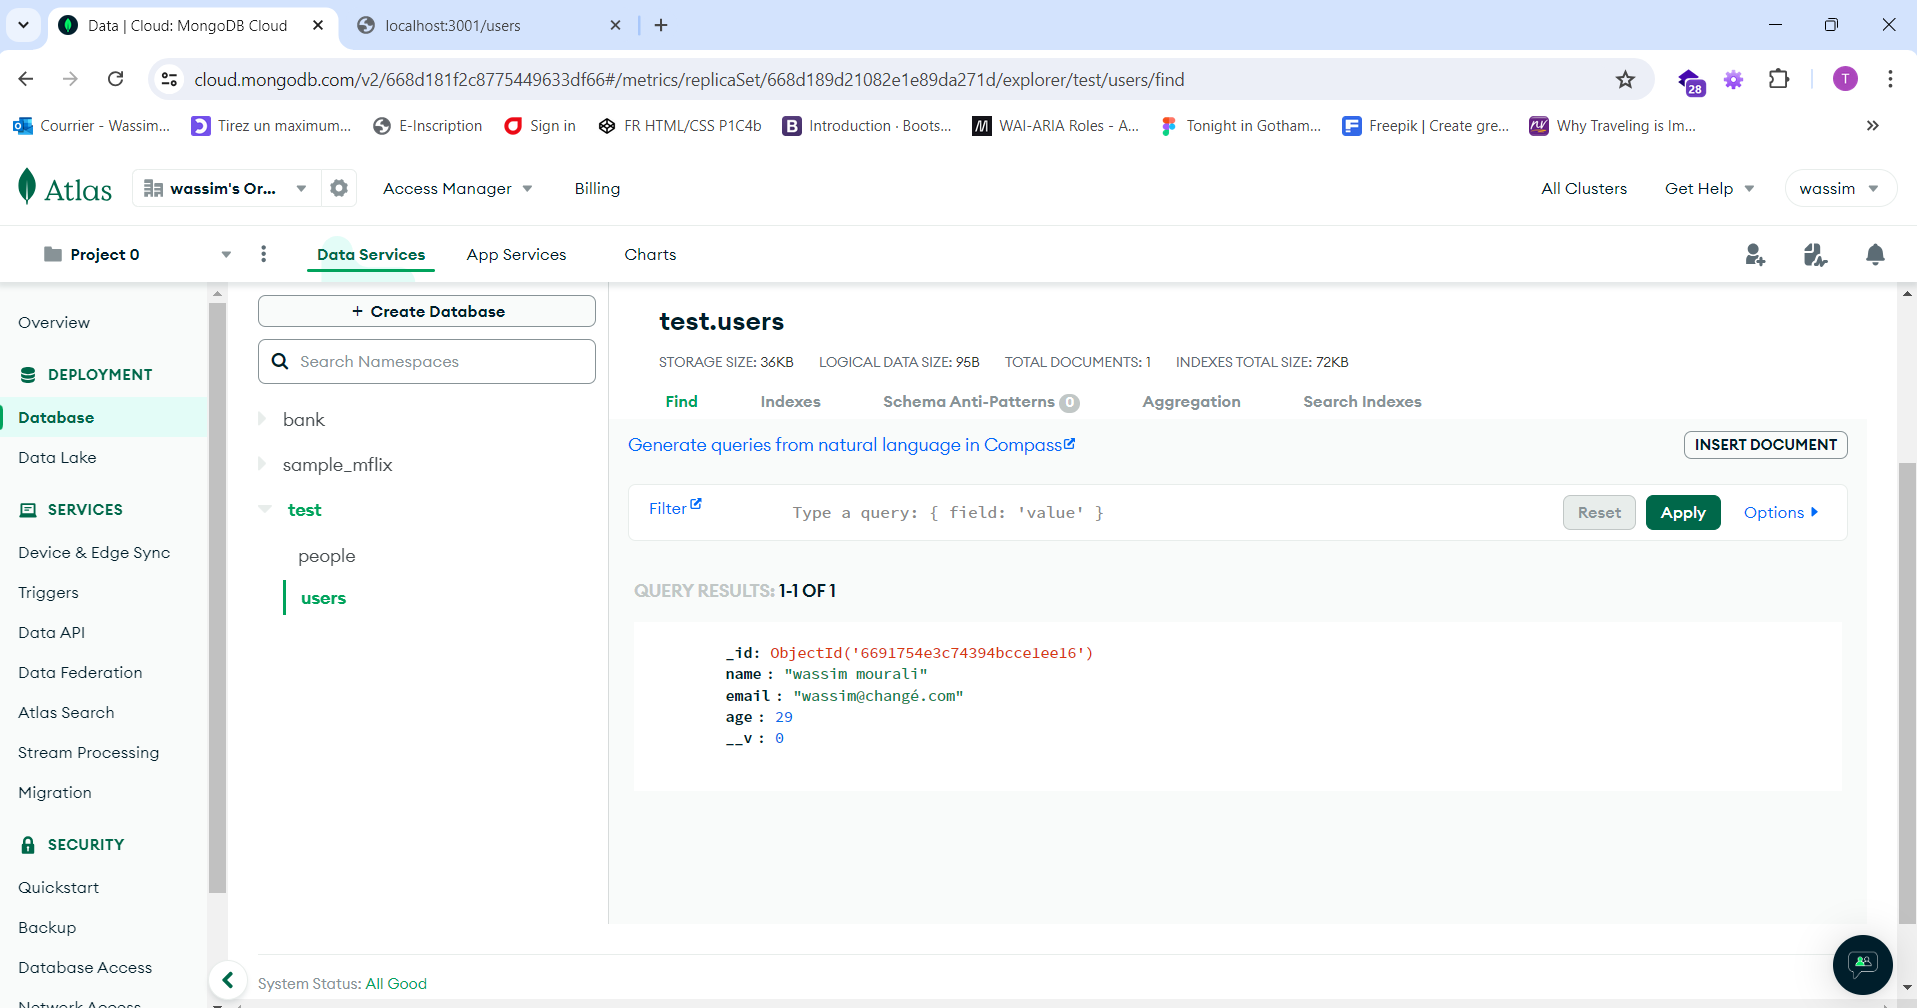 Data | Cloud: MongoDB Cloud
localhost:3001/users
cloud.mongodb.com/v2/668d181f2c8775449633df66#/metrics/replicaSet/668d189d21082e1e89da271d/explorer/test/users/find
28
T
Courrier - Wassim...
Tirez un maximum...
E-Inscription
Sign in
FR HTML/CSS P1C4b
Introduction · Boots...
WAI-ARIA Roles - A...
Tonight in Gotham...
Freepik | Create gre...
Why Traveling is Im...
Atlas
wassim's Or...
Access Manager
Billing
All Clusters
Get Help
wassim
Project 0
Data Services
App Services
Charts
Overview
DEPLOYMENT
Database
Data Lake
SERVICES
Device & Edge Sync
Triggers
Data API
Data Federation
Atlas Search
Stream Processing
Migration
SECURITY
Quickstart
Backup
Database Access
Network Access
+ Create Database
Search Namespaces
bank
sample_mflix
test
people
users
test.users
STORAGE SIZE: 36KB
LOGICAL DATA SIZE: 95B
TOTAL DOCUMENTS: 1
INDEXES TOTAL SIZE: 72KB
Find
Indexes
Schema Anti-Patterns 0
Aggregation
Search Indexes
Generate queries from natural language in Compass
INSERT DOCUMENT
Filter
Type a query: { field: 'value' }
Reset
Apply
Options
QUERY RESULTS: 1-1 OF 1
_id: ObjectId('6691754e3c74394bcce1ee16')
name : "wassim mourali"
email : "wassim@changé.com"
age : 29
__v : 0
System Status: All Good